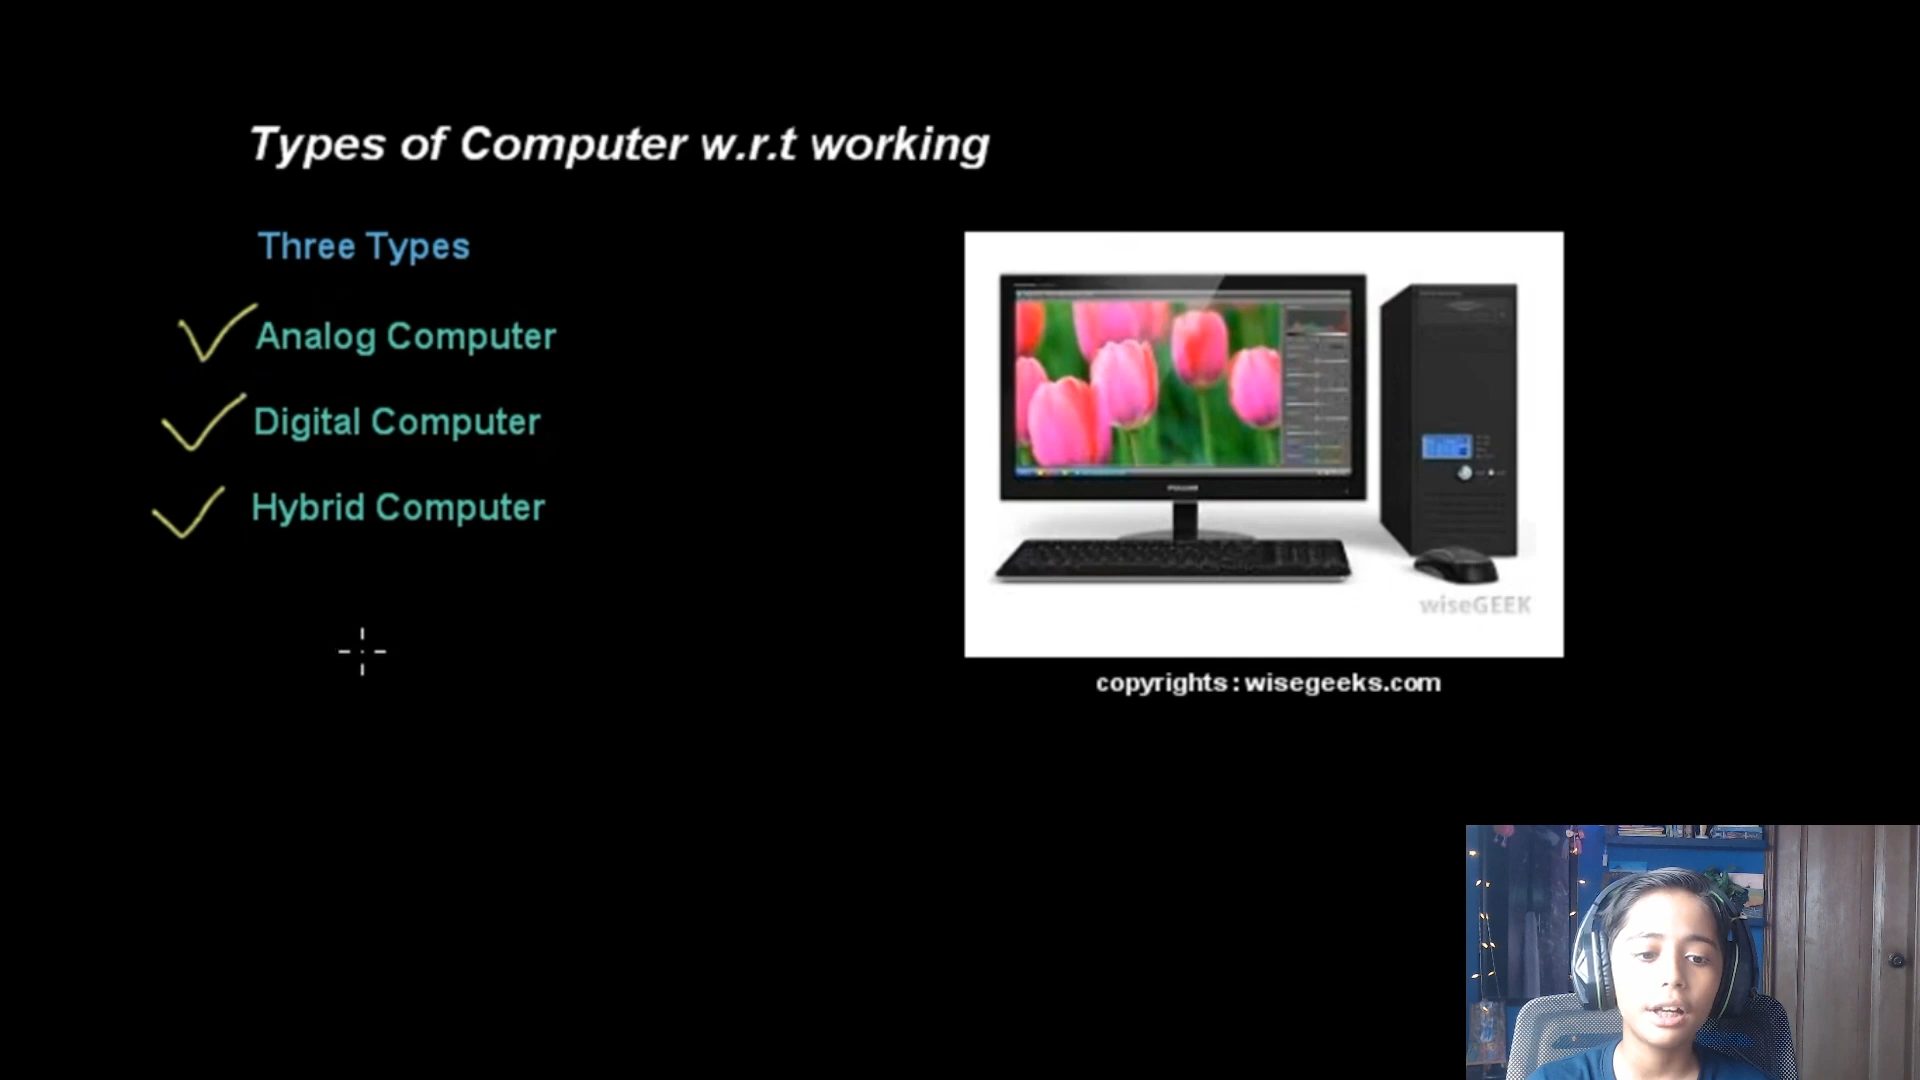 Types of Computer w.r.t working
Three Types
Analog Computer
Digital Computer
Hybrid Computer
wiseGEEK
copyrights : wisegeeks.com